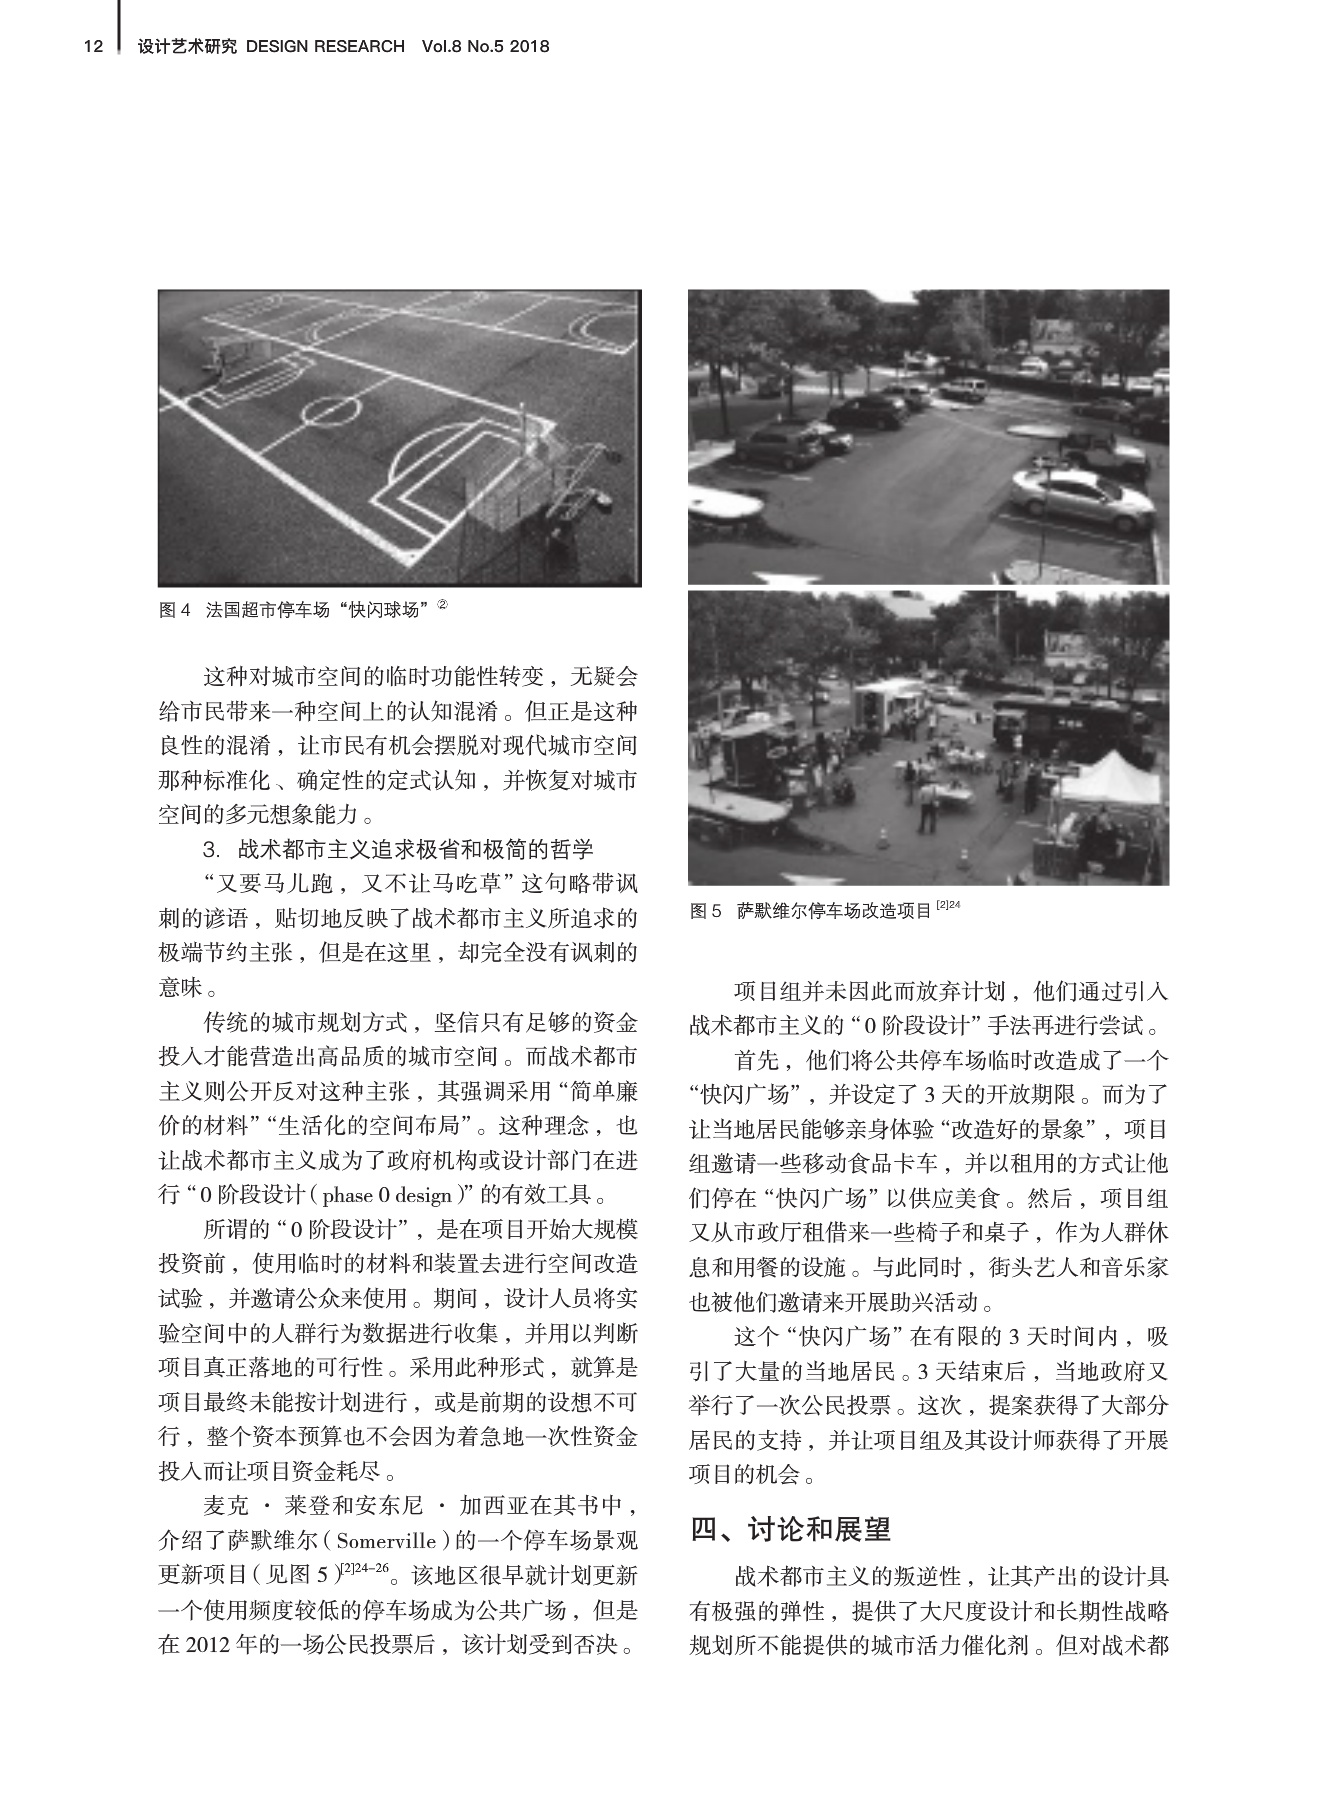 12 设计艺术研究 DESIGN RESEARCH Vol.8 No.5 2018
图 4 法国超市停车场“快闪球场”②
这种对城市空间的临时功能性转变，无疑会
给市民带来一种空间上的认知混淆。但正是这种
良性的混淆，让市民有机会摆脱对现代城市空间
那种标准化、确定性的定式认知，并恢复对城市
空间的多元想象能力。
3. 战术都市主义追求极省和极简的哲学
“又要马儿跑，又不让马吃草”这句略带讽
刺的谚语，贴切地反映了战术都市主义所追求的
极端节约主张，但是在这里，却完全没有讽刺的
意味。
传统的城市规划方式，坚信只有足够的资金
投入才能营造出高品质的城市空间。而战术都市
主义则公开反对这种主张，其强调采用“简单廉
价的材料”“生活化的空间布局”。这种理念，也
让战术都市主义成为了政府机构或设计部门在进
行“0 阶段设计（phase 0 design）”的有效工具。
所谓的“0 阶段设计”，是在项目开始大规模
投资前，使用临时的材料和装置去进行空间改造
试验，并邀请公众来使用。期间，设计人员将实
验空间中的人群行为数据进行收集，并用以判断
项目真正落地的可行性。采用此种形式，就算是
项目最终未能按计划进行，或是前期的设想不可
行，整个资本预算也不会因为着急地一次性资金
投入而让项目资金耗尽。
麦克·莱登和安东尼·加西亚在其书中，
介绍了萨默维尔（Somerville）的一个停车场景观
更新项目（见图 5）[2]24-26。该地区很早就计划更新
一个使用频度较低的停车场成为公共广场，但是
在 2012 年的一场公民投票后，该计划受到否决。
图 5 萨默维尔停车场改造项目 [2]24
项目组并未因此而放弃计划，他们通过引入
战术都市主义的“0 阶段设计”手法再进行尝试。
首先，他们将公共停车场临时改造成了一个
“快闪广场”，并设定了 3 天的开放期限。而为了
让当地居民能够亲身体验“改造好的景象”，项目
组邀请一些移动食品卡车，并以租用的方式让他
们停在“快闪广场”以供应美食。然后，项目组
又从市政厅租借来一些椅子和桌子，作为人群休
息和用餐的设施。与此同时，街头艺人和音乐家
也被他们邀请来开展助兴活动。
这个“快闪广场”在有限的 3 天时间内，吸
引了大量的当地居民。3 天结束后，当地政府又
举行了一次公民投票。这次，提案获得了大部分
居民的支持，并让项目组及其设计师获得了开展
项目的机会。
四、讨论和展望
战术都市主义的叛逆性，让其产出的设计具
有极强的弹性，提供了大尺度设计和长期性战略
规划所不能提供的城市活力催化剂。但对战术都